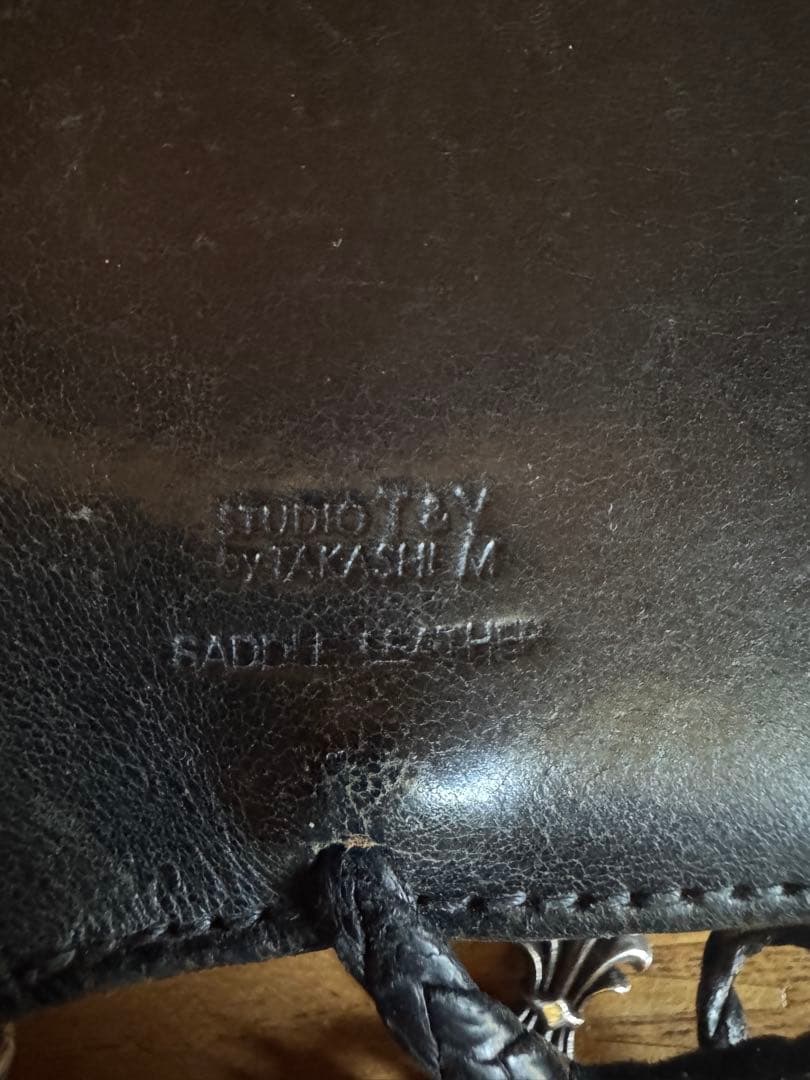 STUDIO T & Y
by TAKASHI M
SADDLE LEATHER